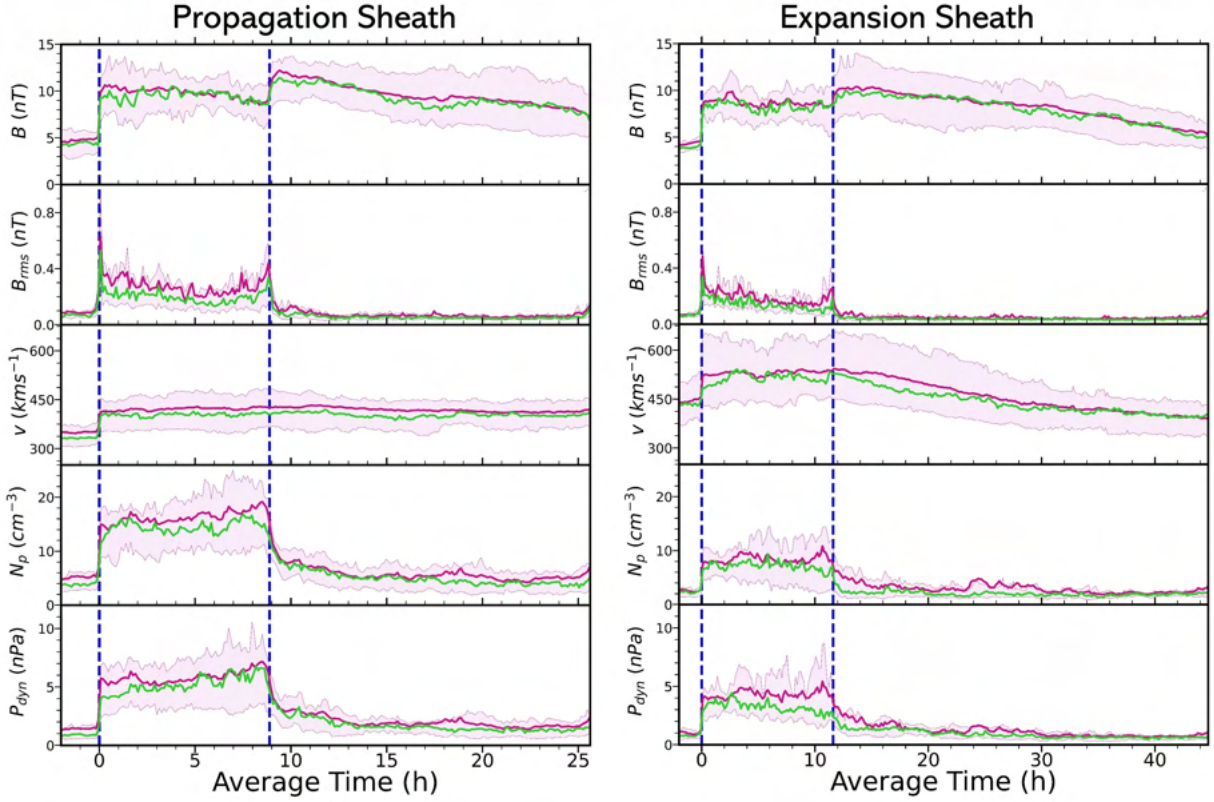 Propagation Sheath
15
10
5
0
B (nT)
0.8
0.4
0.0
B_rms (nT)
600
450
300
v (kms⁻¹)
20
10
0
N_p (cm⁻³)
10
5
0
P_dyn (nPa)
0 5 10 15 20 25
Average Time (h)
Expansion Sheath
15
10
5
0
B (nT)
0.8
0.4
0.0
B_rms (nT)
600
450
300
v (kms⁻¹)
20
10
0
N_p (cm⁻³)
10
5
0
P_dyn (nPa)
0 10 20 30 40
Average Time (h)